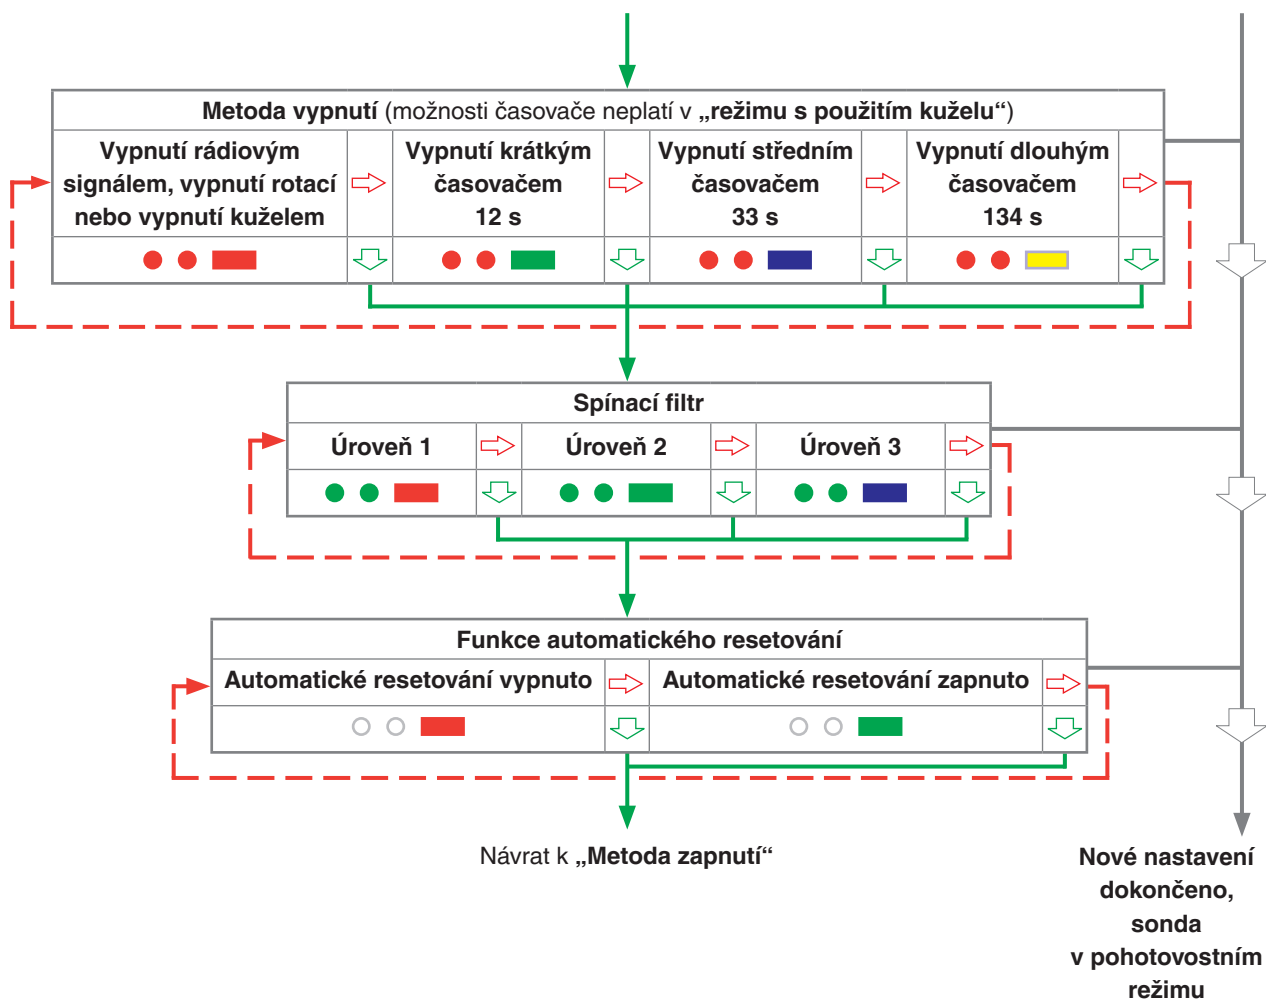 Metoda vypnutí (možnosti časovače neplatí v „režimu s použitím kuželu“)
Vypnutí rádiovým
signálem, vypnutí rotací
nebo vypnutí kuželem
Vypnutí krátkým
časovačem
12 s
Vypnutí středním
časovačem
33 s
Vypnutí dlouhým
časovačem
134 s
Spínací filtr
Úroveň 1
Úroveň 2
Úroveň 3
Funkce automatického resetování
Automatické resetování vypnuto
Automatické resetování zapnuto
Návrat k „Metoda zapnutí“
Nové nastavení
dokončeno,
sonda
v pohotovostním
režimu